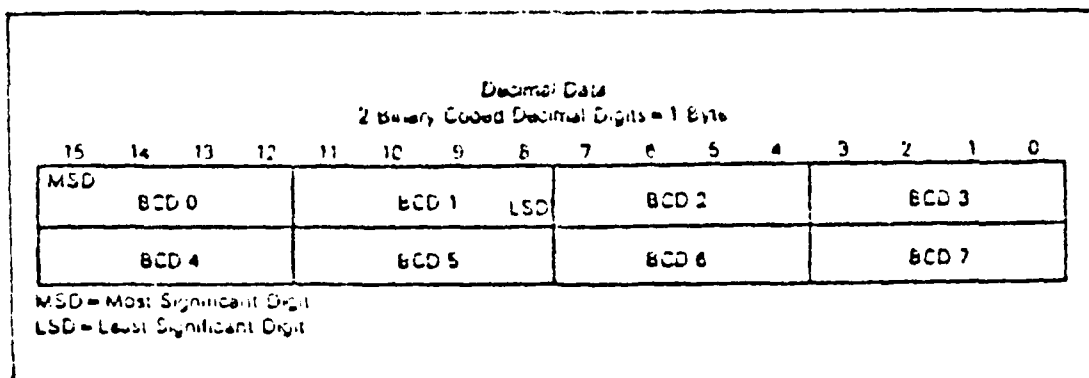 Decimal Data
2 Binary Coded Decimal Digits = 1 Byte
15 14 13 12 11 10 9 8 7 6 5 4 3 2 1 0
MSD BCD 0 BCD 1 LSD BCD 2 BCD 3
BCD 4 BCD 5 BCD 6 BCD 7
MSD = Most Significant Digit
LSD = Least Significant Digit